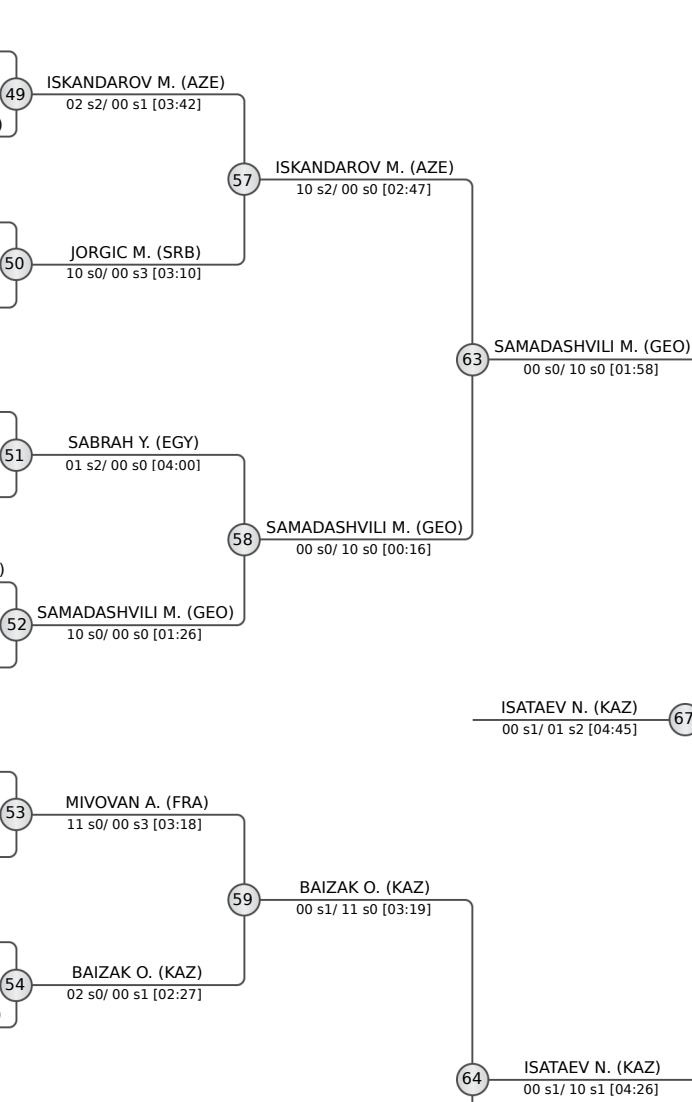 ISKANDAROV M. (AZE)
49
02 s2/ 00 s1 [03:42]
)
ISKANDAROV M. (AZE)
57
10 s2/ 00 s0 [02:47]
JORGIC M. (SRB)
50
10 s0/ 00 s3 [03:10]
SAMADASHVILI M. (GEO)
63
00 s0/ 10 s0 [01:58]
SABRAH Y. (EGY)
51
01 s2/ 00 s0 [04:00]
SAMADASHVILI M. (GEO)
58
00 s0/ 10 s0 [00:16]
)
SAMADASHVILI M. (GEO)
52
10 s0/ 00 s0 [01:26]
ISATAEV N. (KAZ)
67
00 s1/ 01 s2 [04:45]
MIVOVAN A. (FRA)
53
11 s0/ 00 s3 [03:18]
BAIZAK O. (KAZ)
59
00 s1/ 11 s0 [03:19]
BAIZAK O. (KAZ)
54
02 s0/ 00 s1 [02:27]
)
ISATAEV N. (KAZ)
64
00 s1/ 10 s1 [04:26]